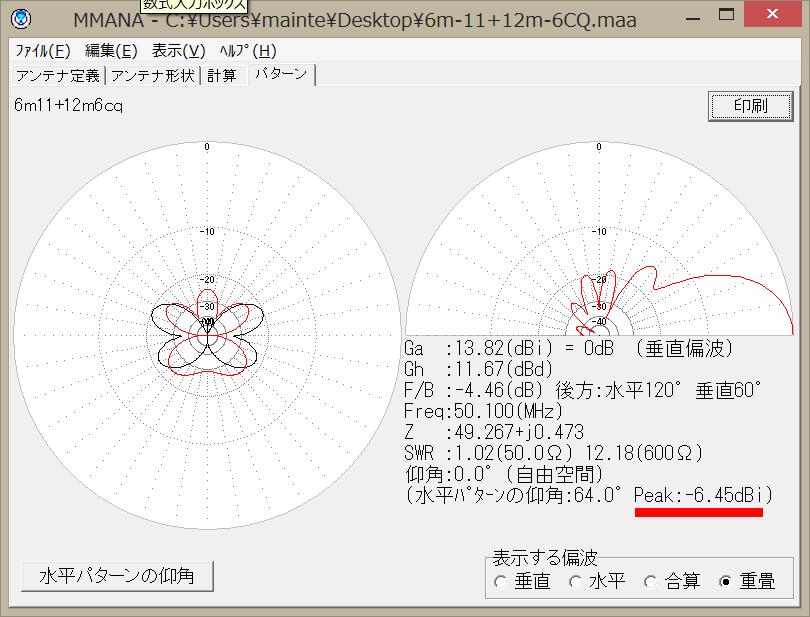 数式入力ボックス
MMANA - C:¥Users¥mainte¥Desktop¥6m-11+12m-6CQ.maa
ﾌｧｲﾙ(F) 編集(E) 表示(V) ﾍﾙﾌﾟ(H)
アンテナ定義 アンテナ形状 計算 パターン
6m11+12m6cq
印刷
0
-10
-20
-30
0
-10
-20
-30
-40
Ga :13.82(dBi) = 0dB (垂直偏波)
Gh :11.67(dBd)
F/B :-4.46(dB) 後方:水平120° 垂直60°
Freq:50.100(MHz)
Z :49.267+j0.473
SWR :1.02(50.0Ω) 12.18(600Ω)
仰角:0.0° (自由空間)
(水平ﾊﾟﾀｰﾝの仰角:64.0° Peak:-6.45dBi)
水平パターンの仰角
表示する偏波
垂直 水平 合算 重畳